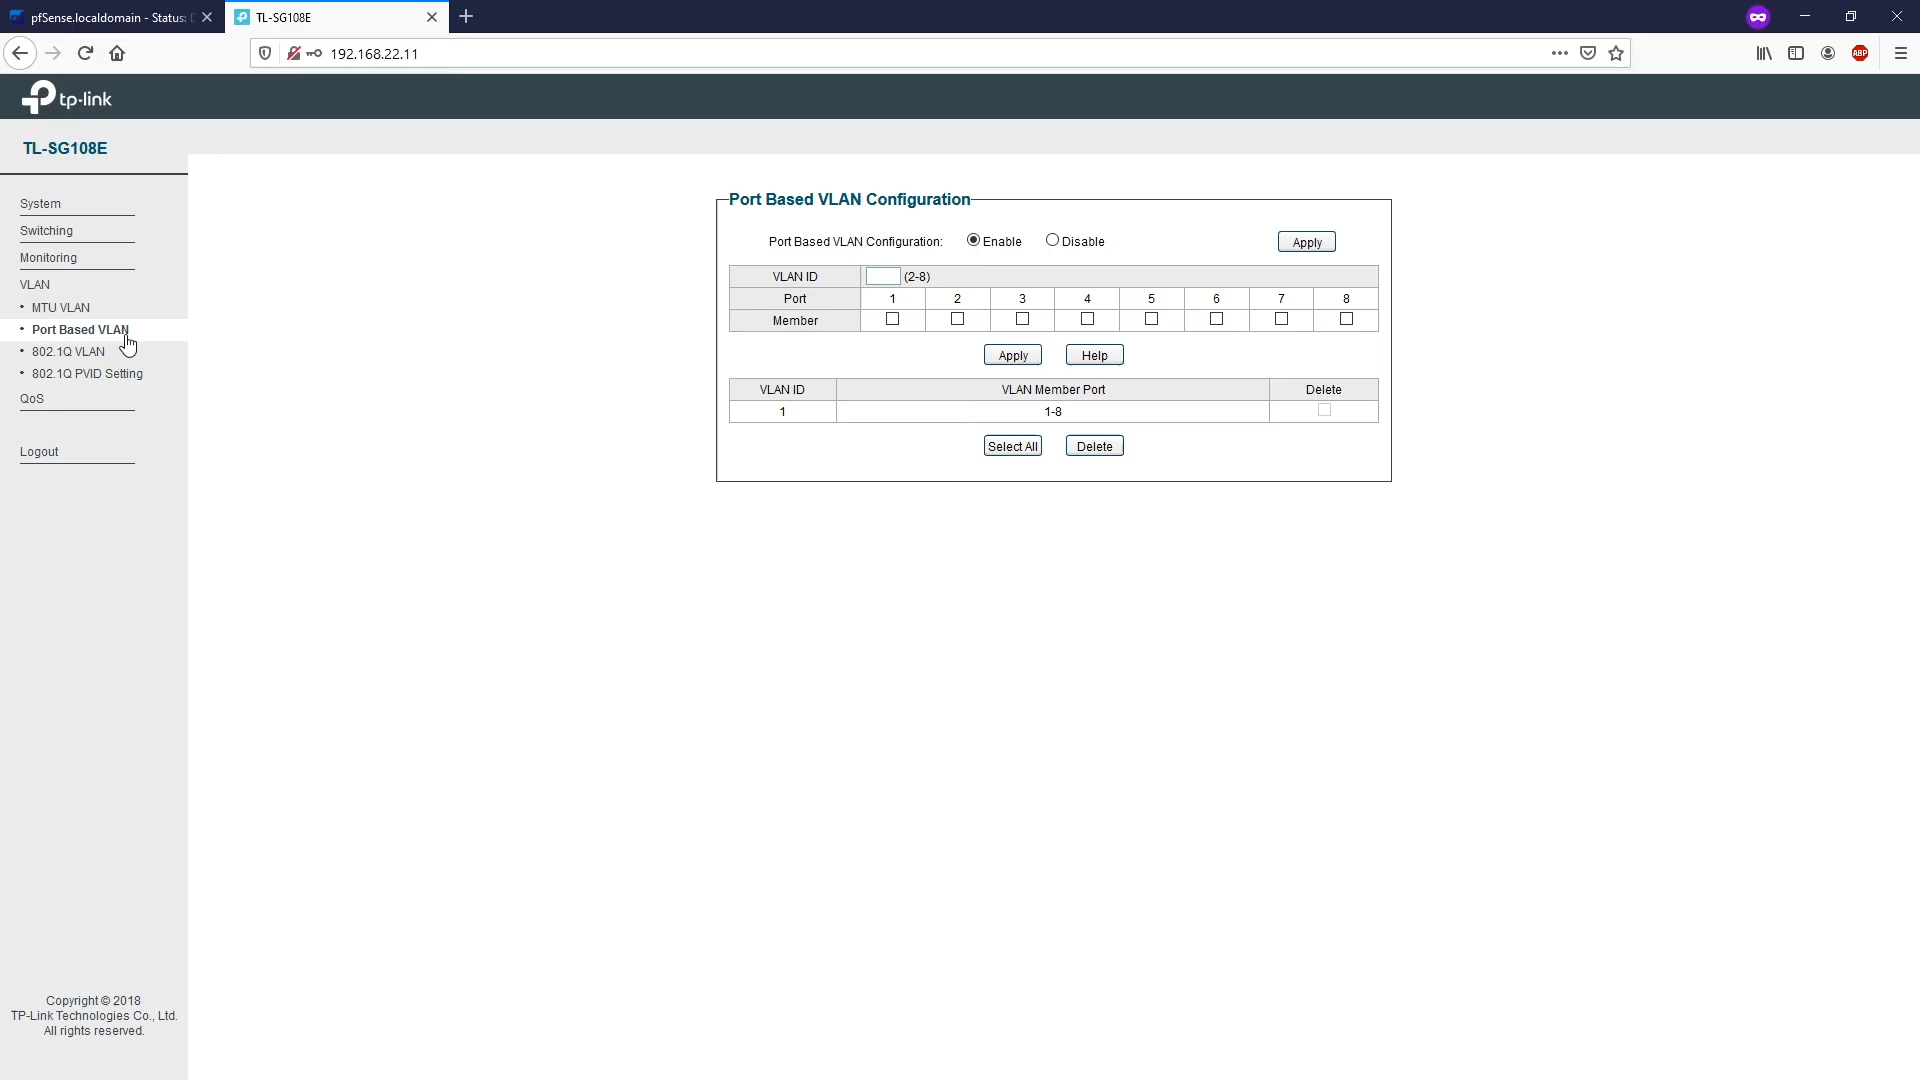 pfSense.localdomain - Status:
TL-SG108E
192.168.22.11
ABP
tp-link
TL-SG108E
System
Switching
Monitoring
VLAN
MTU VLAN
Port Based VLAN
802.1Q VLAN
802.1Q PVID Setting
QoS
Logout
Copyright © 2018
TP-Link Technologies Co., Ltd.
All rights reserved.
Port Based VLAN Configuration
Port Based VLAN Configuration: Enable Disable Apply
VLAN ID (2-8)
Port 1 2 3 4 5 6 7 8
Member
Apply Help
VLAN ID VLAN Member Port Delete
1 1-8
Select All Delete